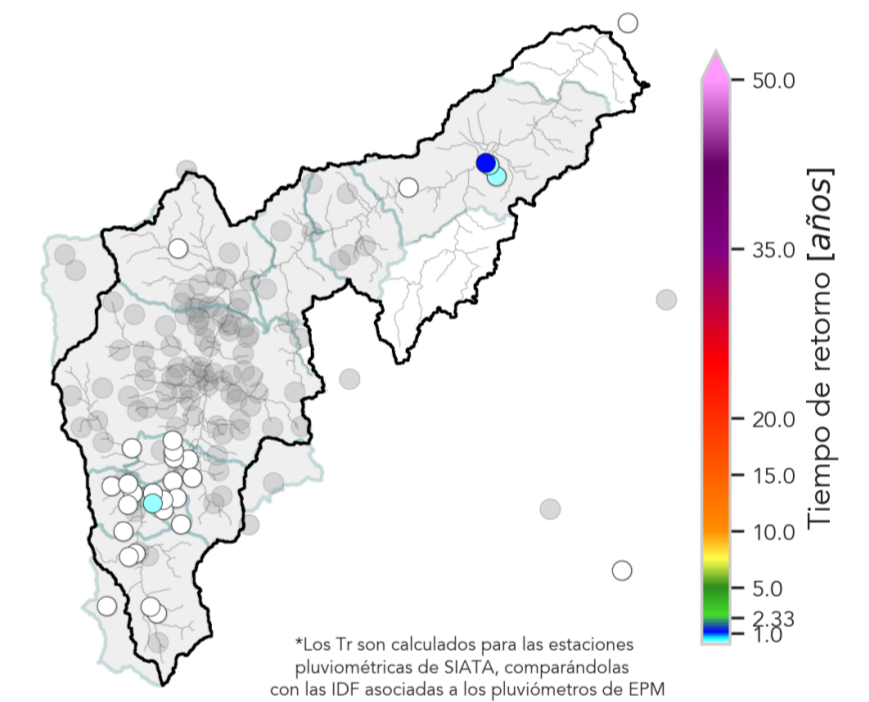 50.0
35.0
20.0
15.0
10.0
5.0
2.33
1.0
Tiempo de retorno [años]
*Los Tr son calculados para las estaciones
pluviométricas de SIATA, comparándolas
con las IDF asociadas a los pluviómetros de EPM